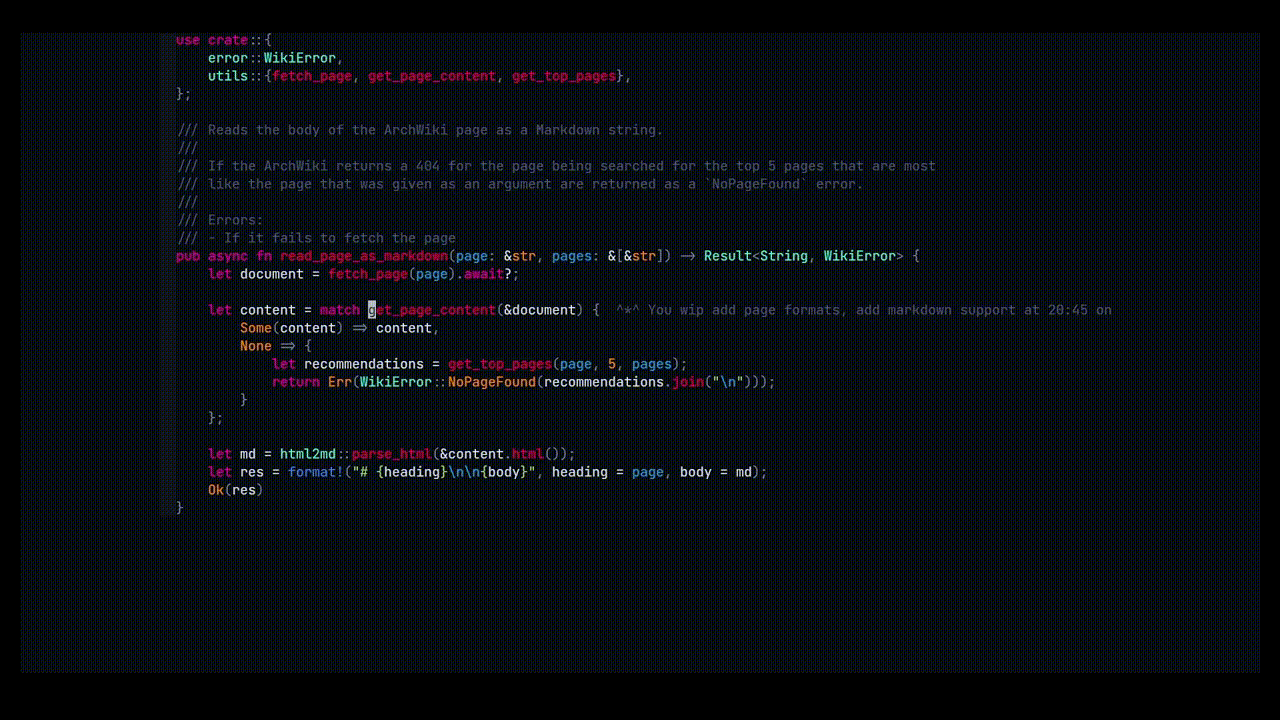 use crate::{
    error::WikiError,
    utils::{fetch_page, get_page_content, get_top_pages},
};
/// Reads the body of the ArchWiki page as a Markdown string.
///
/// If the ArchWiki returns a 404 for the page being searched for the top 5 pages that are most
/// like the page that was given as an argument are returned as a `NoPageFound` error.
///
/// Errors:
/// - If it fails to fetch the page
pub async fn read_page_as_markdown(page: &str, pages: &[&str]) -> Result<String, WikiError> {
    let document = fetch_page(page).await?;
    let content = match get_page_content(&document) {  ^*^ You wip add page formats, add markdown support at 20:45 on
        Some(content) => content,
        None => {
            let recommendations = get_top_pages(page, 5, pages);
            return Err(WikiError::NoPageFound(recommendations.join("\n")));
        }
    };
    let md = html2md::parse_html(&content.html());
    let res = format!("# {heading}\n\n{body}", heading = page, body = md);
    Ok(res)
}